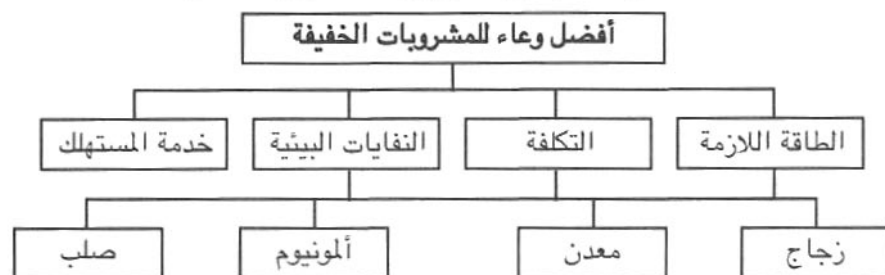 أفضل وعاء للمشروبات الخفيفة
الطاقة اللازمة
التكلفة
النفايات البيئية
خدمة المستهلك
زجاج
معدن
ألمونيوم
صلب